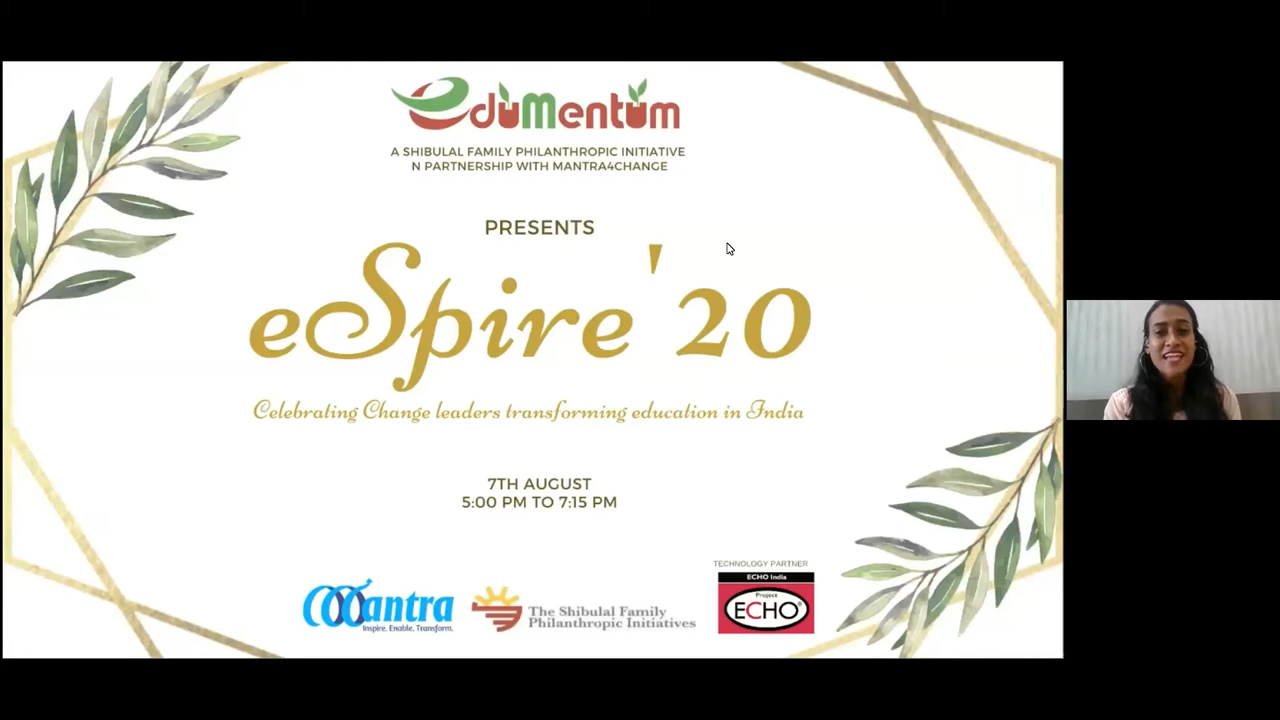 eduMentum
A SHIBULAL FAMILY PHILANTHROPIC INITIATIVE
N PARTNERSHIP WITH MANTRA4CHANGE
PRESENTS
eSpire'20
Celebrating Change leaders transforming education in India
7TH AUGUST
5:00 PM TO 7:15 PM
TECHNOLOGY PARTNER
ECHO India
Project
ECHO®
Mantra
Inspire. Enable. Transform.
The Shibulal Family
Philanthropic Initiatives